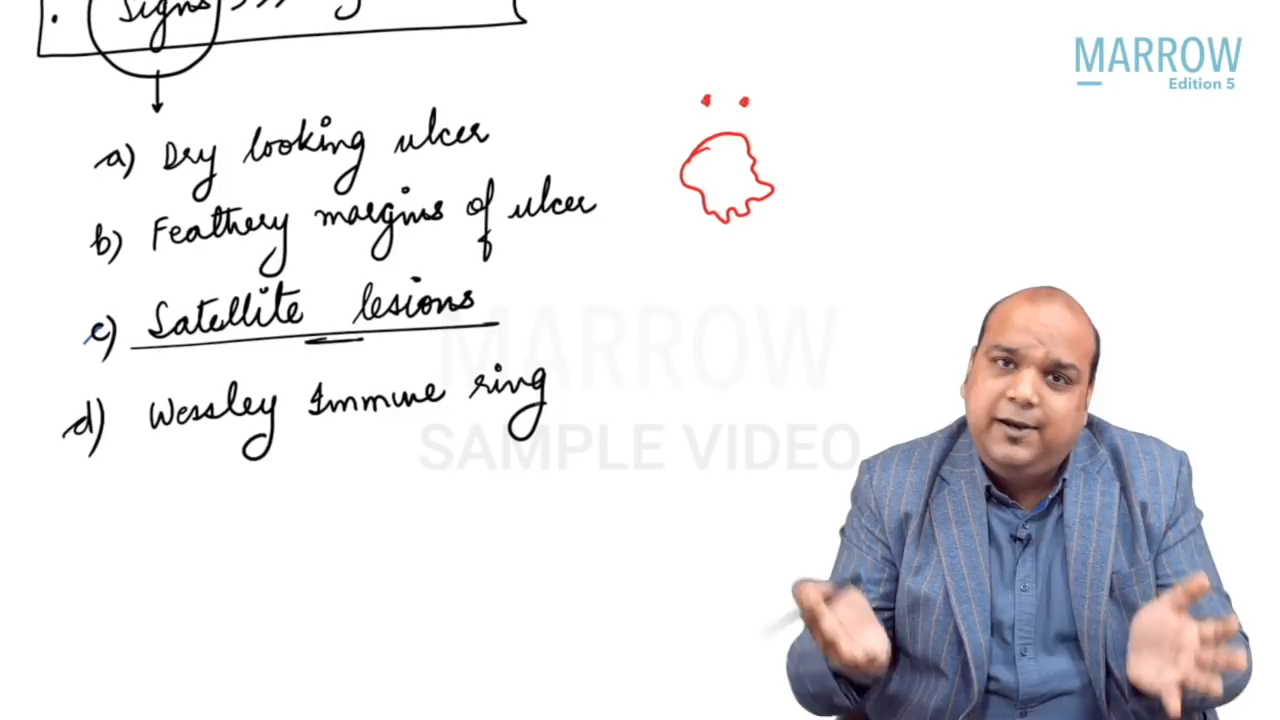 MARROW
Edition 5
Signs
a) Dry looking ulcer
b) Feathery margins of ulcer
c) Satellite lesions
d) Wessley Immune ring
MARROW
SAMPLE VIDEO